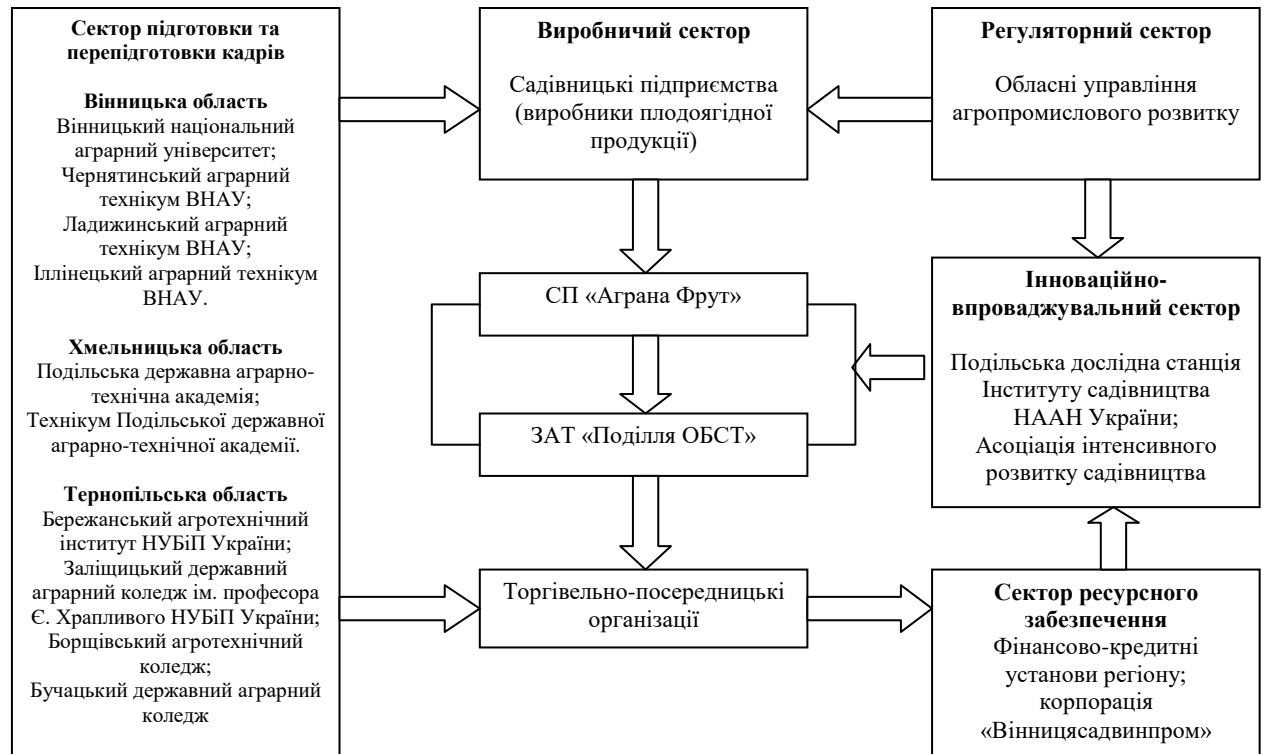 Сектор підготовки та
перепідготовки кадрів
Вінницька область
Вінницький національний
аграрний університет;
Чернятинський аграрний
технікум ВНАУ;
Ладижинський аграрний
технікум ВНАУ;
Іллінецький аграрний технікум
ВНАУ.
Хмельницька область
Подільська державна аграрно-
технічна академія;
Технікум Подільської державної
аграрно-технічної академії.
Тернопільська область
Бережанський агротехнічний
інститут НУБіП України;
Заліщицький державний
аграрний коледж ім. професора
Є. Храпливого НУБіП України;
Борщівський агротехнічний
коледж;
Бучацький державний аграрний
коледж
Виробничий сектор
Садівницькі підприємства
(виробники плодоягідної
продукції)
СП «Аграна Фрут»
ЗАТ «Поділля ОБСТ»
Торгівельно-посередницькі
організації
Регуляторний сектор
Обласні управління
агропромислового розвитку
Інноваційно-
впроваджувальний сектор
Подільська дослідна станція
Інституту садівництва
НААН України;
Асоціація інтенсивного
розвитку садівництва
Сектор ресурсного
забезпечення
Фінансово-кредитні
установи регіону;
корпорація
«Вінницясадвинпром»